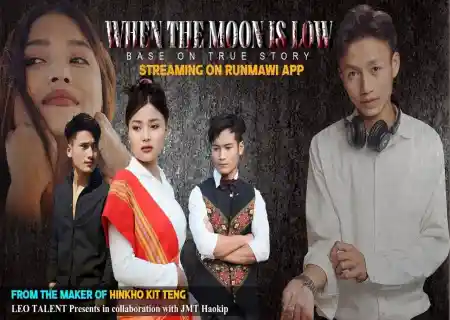 WHEN THE MOON IS LOW
BASE ON TRUE STORY
STREAMING ON RUNMAWI APP
FROM THE MAKER OF HINKHO KIT TENG
LEO TALENT Presents in collaboration with JMT Haokip